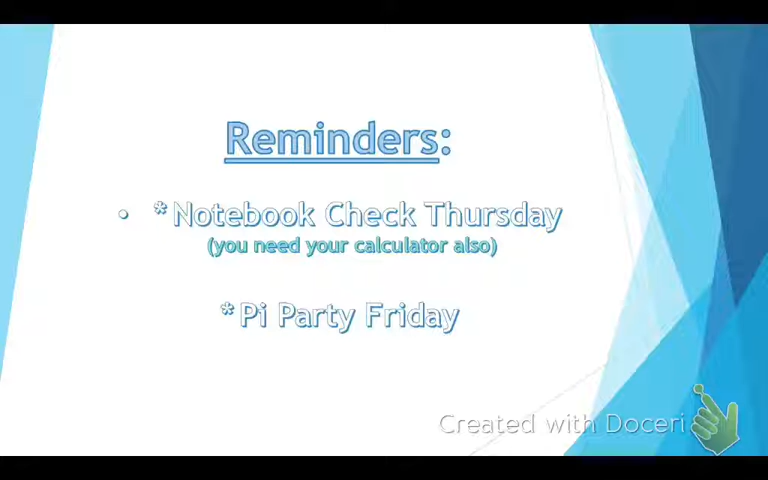 Reminders:
• *Notebook Check Thursday
(you need your calculator also)
*Pi Party Friday
Created with Doceri